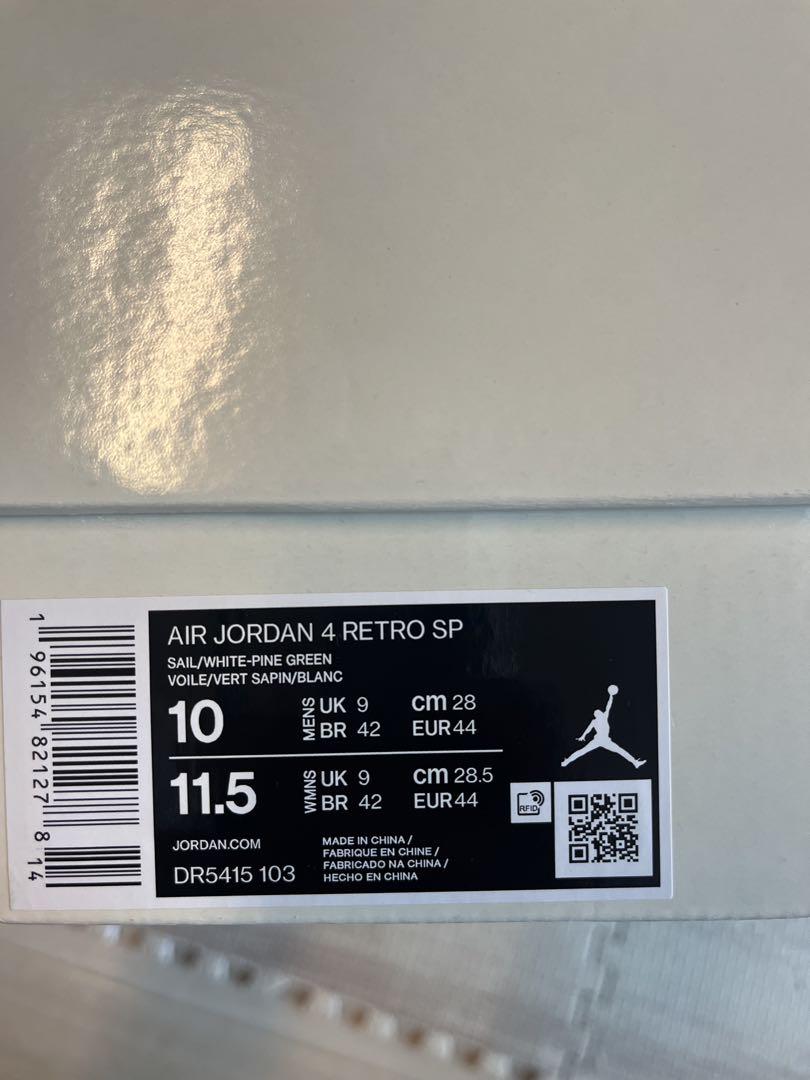 AIR JORDAN 4 RETRO SP
SAIL/WHITE-PINE GREEN
VOILE/VERT SAPIN/BLANC
10 MENS UK 9 cm 28
BR 42 EUR 44
11.5 WMNS UK 9 cm 28.5
BR 42 EUR 44
RFID
JORDAN.COM
DR5415 103
MADE IN CHINA /
FABRIQUE EN CHINE /
FABRICADO NA CHINA /
HECHO EN CHINA
1 96154 82127 8 14